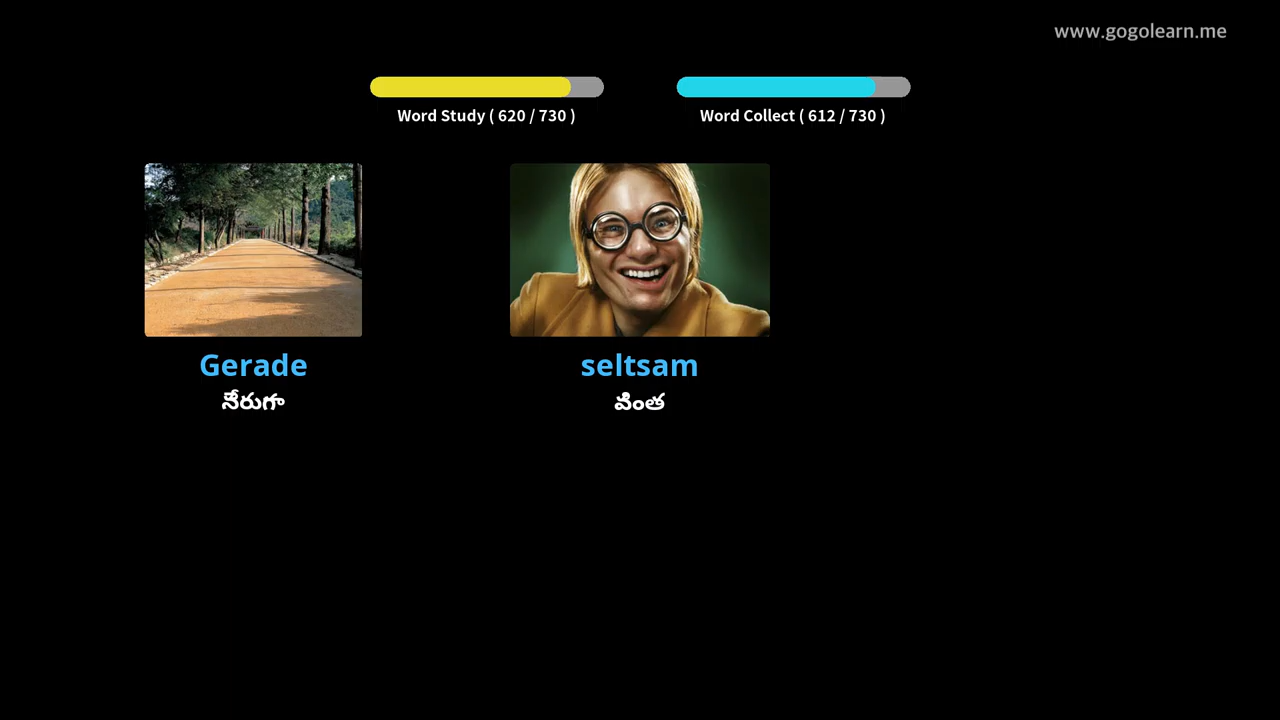 www.gogolearn.me
Word Study ( 620 / 730 )
Word Collect ( 612 / 730 )
Gerade
seltsam
నేరుగా
వింత